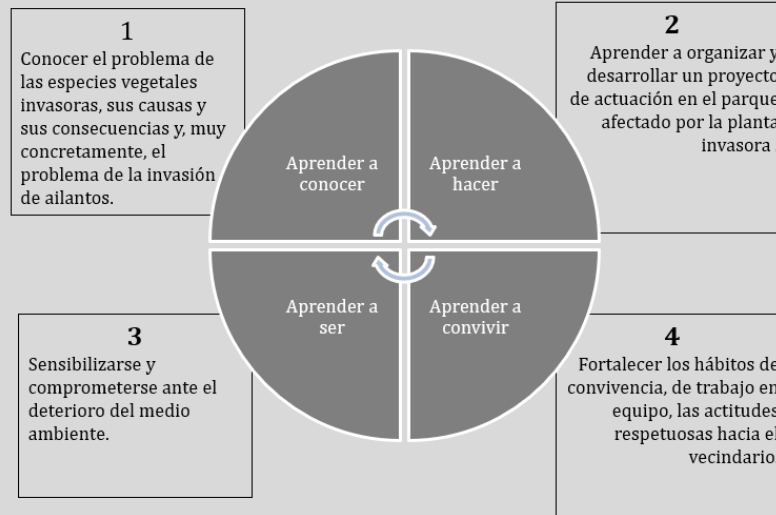 1
Conocer el problema de
las especies vegetales
invasoras, sus causas y
sus consecuencias y, muy
concretamente, el
problema de la invasión
de ailantos.
2
Aprender a organizar y
desarrollar un proyecto
de actuación en el parque
afectado por la planta
invasora .
Aprender a
conocer
Aprender a
hacer
Aprender a
ser
Aprender a
convivir
3
Sensibilizarse y
comprometerse ante el
deterioro del medio
ambiente.
4
Fortalecer los hábitos de
convivencia, de trabajo en
equipo, las actitudes
respetuosas hacia el
vecindario.